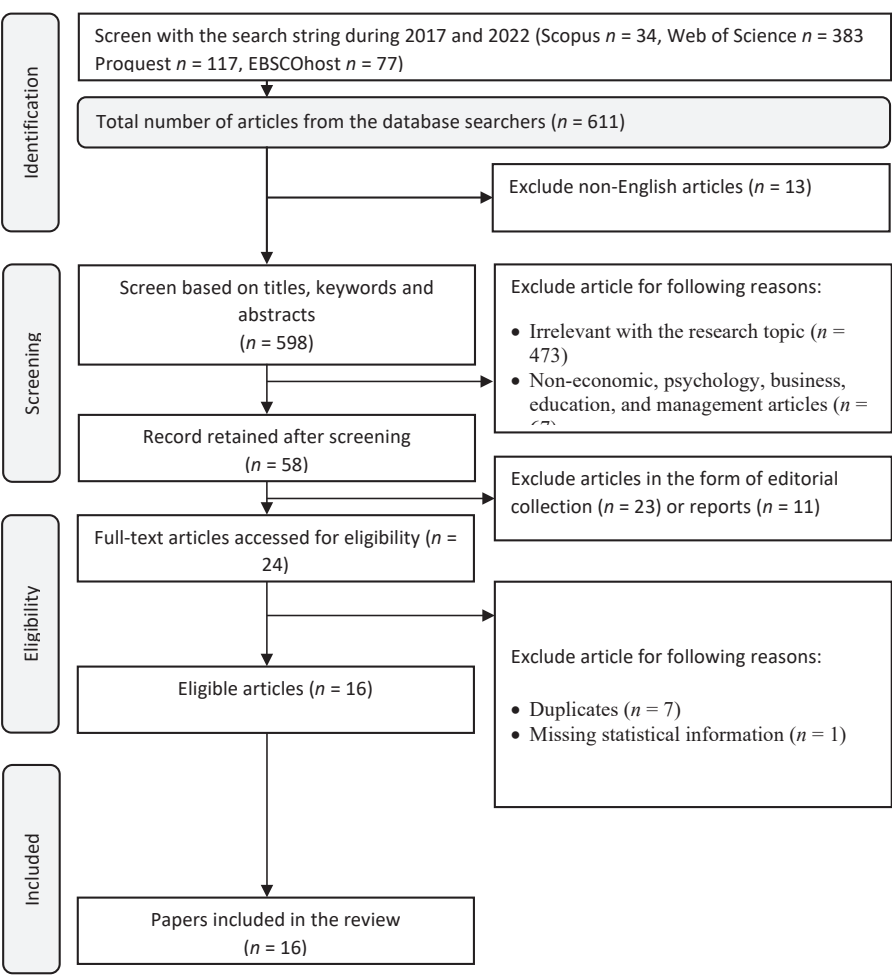 Identification
Screen with the search string during 2017 and 2022 (Scopus n = 34, Web of Science n = 383
Proquest n = 117, EBSCOhost n = 77)
Total number of articles from the database searchers (n = 611)
Exclude non-English articles (n = 13)
Screening
Screen based on titles, keywords and
abstracts
(n = 598)
Exclude article for following reasons:
• Irrelevant with the research topic (n =
473)
• Non-economic, psychology, business,
education, and management articles (n =
Record retained after screening
(n = 58)
Exclude articles in the form of editorial
collection (n = 23) or reports (n = 11)
Eligibility
Full-text articles accessed for eligibility (n =
24)
Exclude article for following reasons:
• Duplicates (n = 7)
• Missing statistical information (n = 1)
Eligible articles (n = 16)
Included
Papers included in the review
(n = 16)